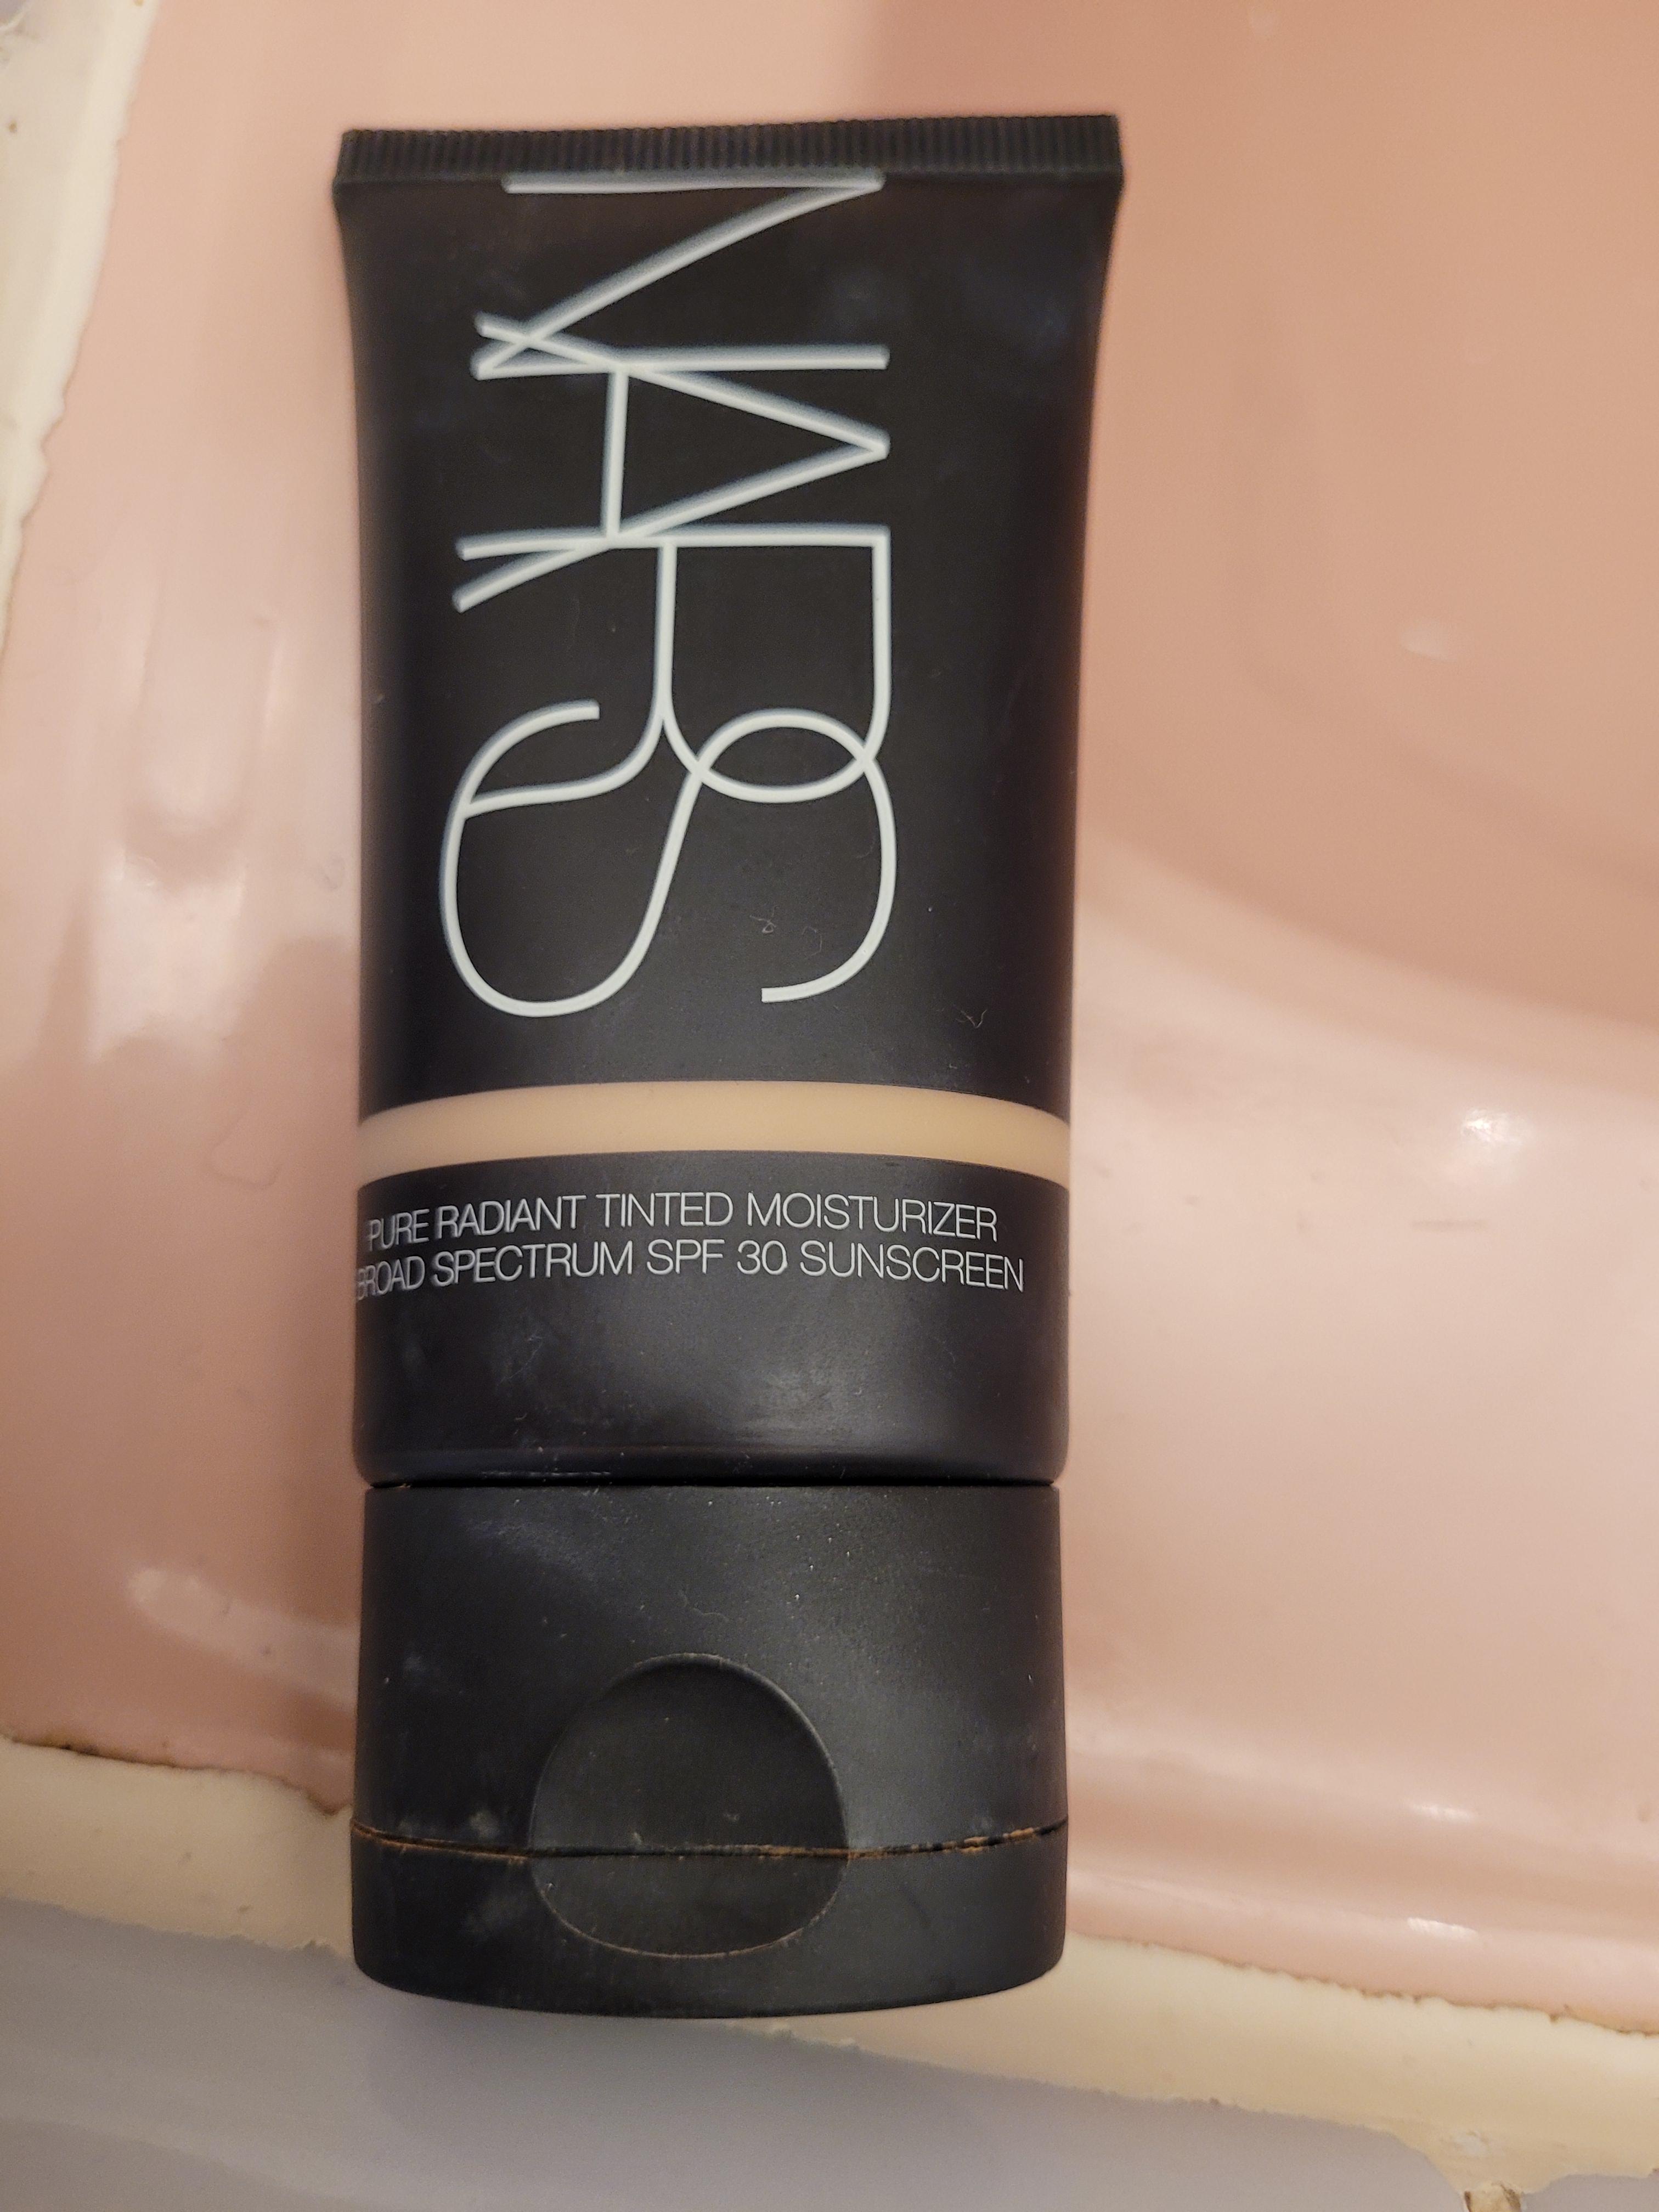 NARS
PURE RADIANT TINTED MOISTURIZER
BROAD SPECTRUM SPF 30 SUNSCREEN